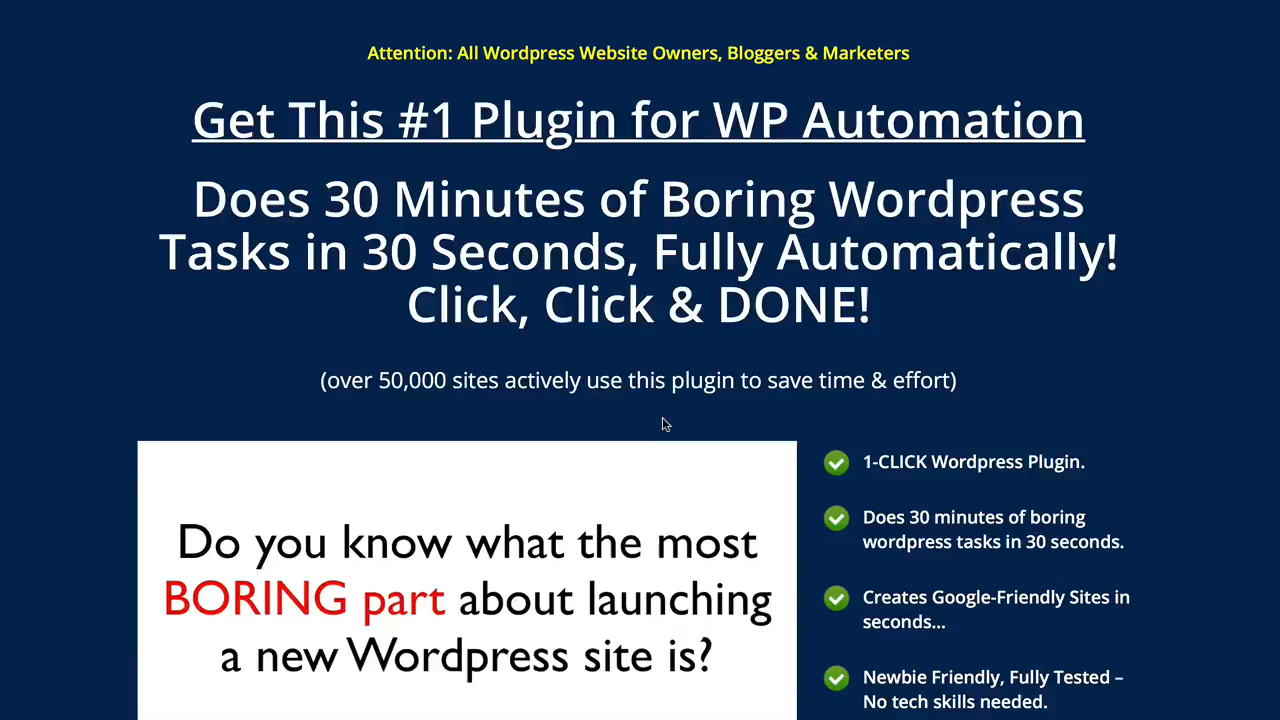 Attention: All Wordpress Website Owners, Bloggers & Marketers
Get This #1 Plugin for WP Automation
Does 30 Minutes of Boring Wordpress
Tasks in 30 Seconds, Fully Automatically!
Click, Click & DONE!
(over 50,000 sites actively use this plugin to save time & effort)
Do you know what the most
BORING part about launching
a new Wordpress site is?
1-CLICK Wordpress Plugin.
Does 30 minutes of boring
wordpress tasks in 30 seconds.
Creates Google-Friendly Sites in
seconds...
Newbie Friendly, Fully Tested –
No tech skills needed.